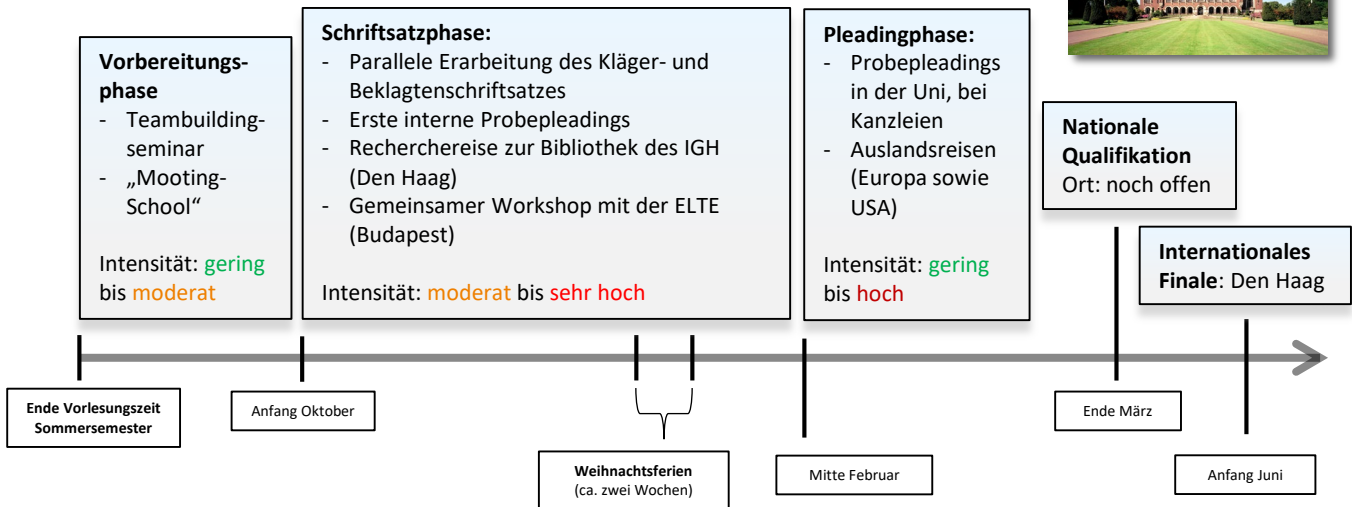 Vorbereitungs-
phase
- Teambuilding-
seminar
- „Mooting-
School“
Intensität: gering
bis moderat
Schriftsatzphase:
- Parallele Erarbeitung des Kläger- und
Beklagtenschriftsatzes
- Erste interne Probepleadings
- Recherchereise zur Bibliothek des IGH
(Den Haag)
- Gemeinsamer Workshop mit der ELTE
(Budapest)
Intensität: moderat bis sehr hoch
Pleadingphase:
- Probepleadings
in der Uni, bei
Kanzleien
- Auslandsreisen
(Europa sowie
USA)
Intensität: gering
bis hoch
Nationale
Qualifikation
Ort: noch offen
Internationales
Finale: Den Haag
Ende Vorlesungszeit
Sommersemester
Anfang Oktober
Weihnachtsferien
(ca. zwei Wochen)
Mitte Februar
Ende März
Anfang Juni